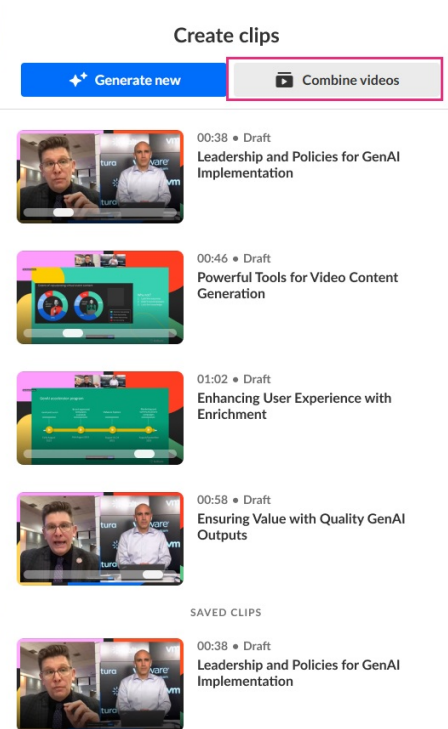 Create clips
Generate new
Combine videos
00:38 • Draft
Leadership and Policies for GenAI
Implementation
00:46 • Draft
Powerful Tools for Video Content
Generation
01:02 • Draft
Enhancing User Experience with
Enrichment
00:58 • Draft
Ensuring Value with Quality GenAI
Outputs
SAVED CLIPS
00:38 • Draft
Leadership and Policies for GenAI
Implementation